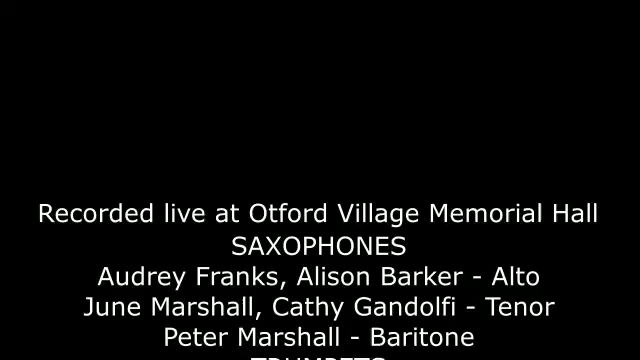 Recorded live at Otford Village Memorial Hall
SAXOPHONES
Audrey Franks, Alison Barker - Alto
June Marshall, Cathy Gandolfi - Tenor
Peter Marshall - Baritone
TRUMPETS